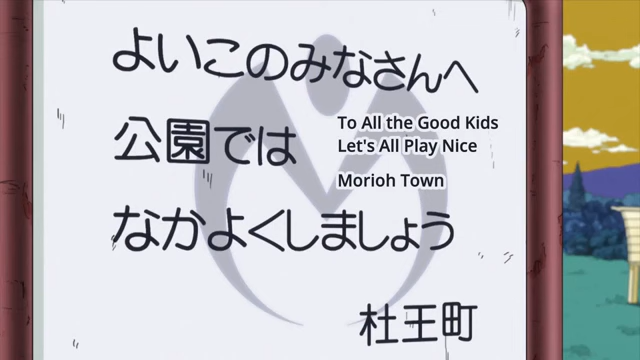 よいこのみなさんへ
公園では
To All the Good Kids
Let's All Play Nice
Morioh Town
なかよくしましょう
杜王町